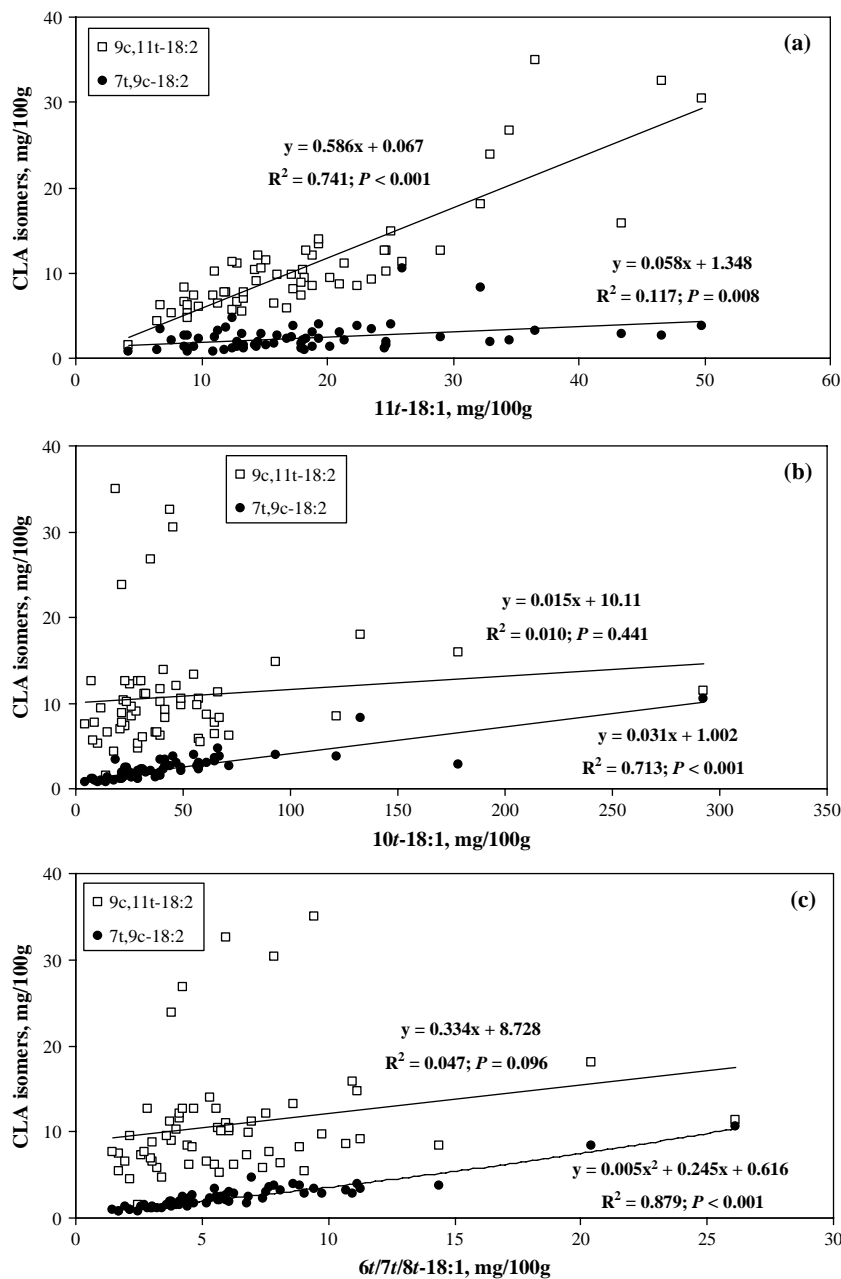 40
30
20
10
0
0
10
20
30
40
50
60
CLA isomers, mg/100g
11t-18:1, mg/100g
9c,11t-18:2
7t,9c-18:2
(a)
y = 0.586x + 0.067
R² = 0.741; P < 0.001
y = 0.058x + 1.348
R² = 0.117; P = 0.008
40
30
20
10
0
0
50
100
150
200
250
300
350
CLA isomers, mg/100g
10t-18:1, mg/100g
9c,11t-18:2
7t,9c-18:2
(b)
y = 0.015x + 10.11
R² = 0.010; P = 0.441
y = 0.031x + 1.002
R² = 0.713; P < 0.001
40
30
20
10
0
0
5
10
15
20
25
30
CLA isomers, mg/100g
6t/7t/8t-18:1, mg/100g
9c,11t-18:2
7t,9c-18:2
(c)
y = 0.334x + 8.728
R² = 0.047; P = 0.096
y = 0.005x² + 0.245x + 0.616
R² = 0.879; P < 0.001